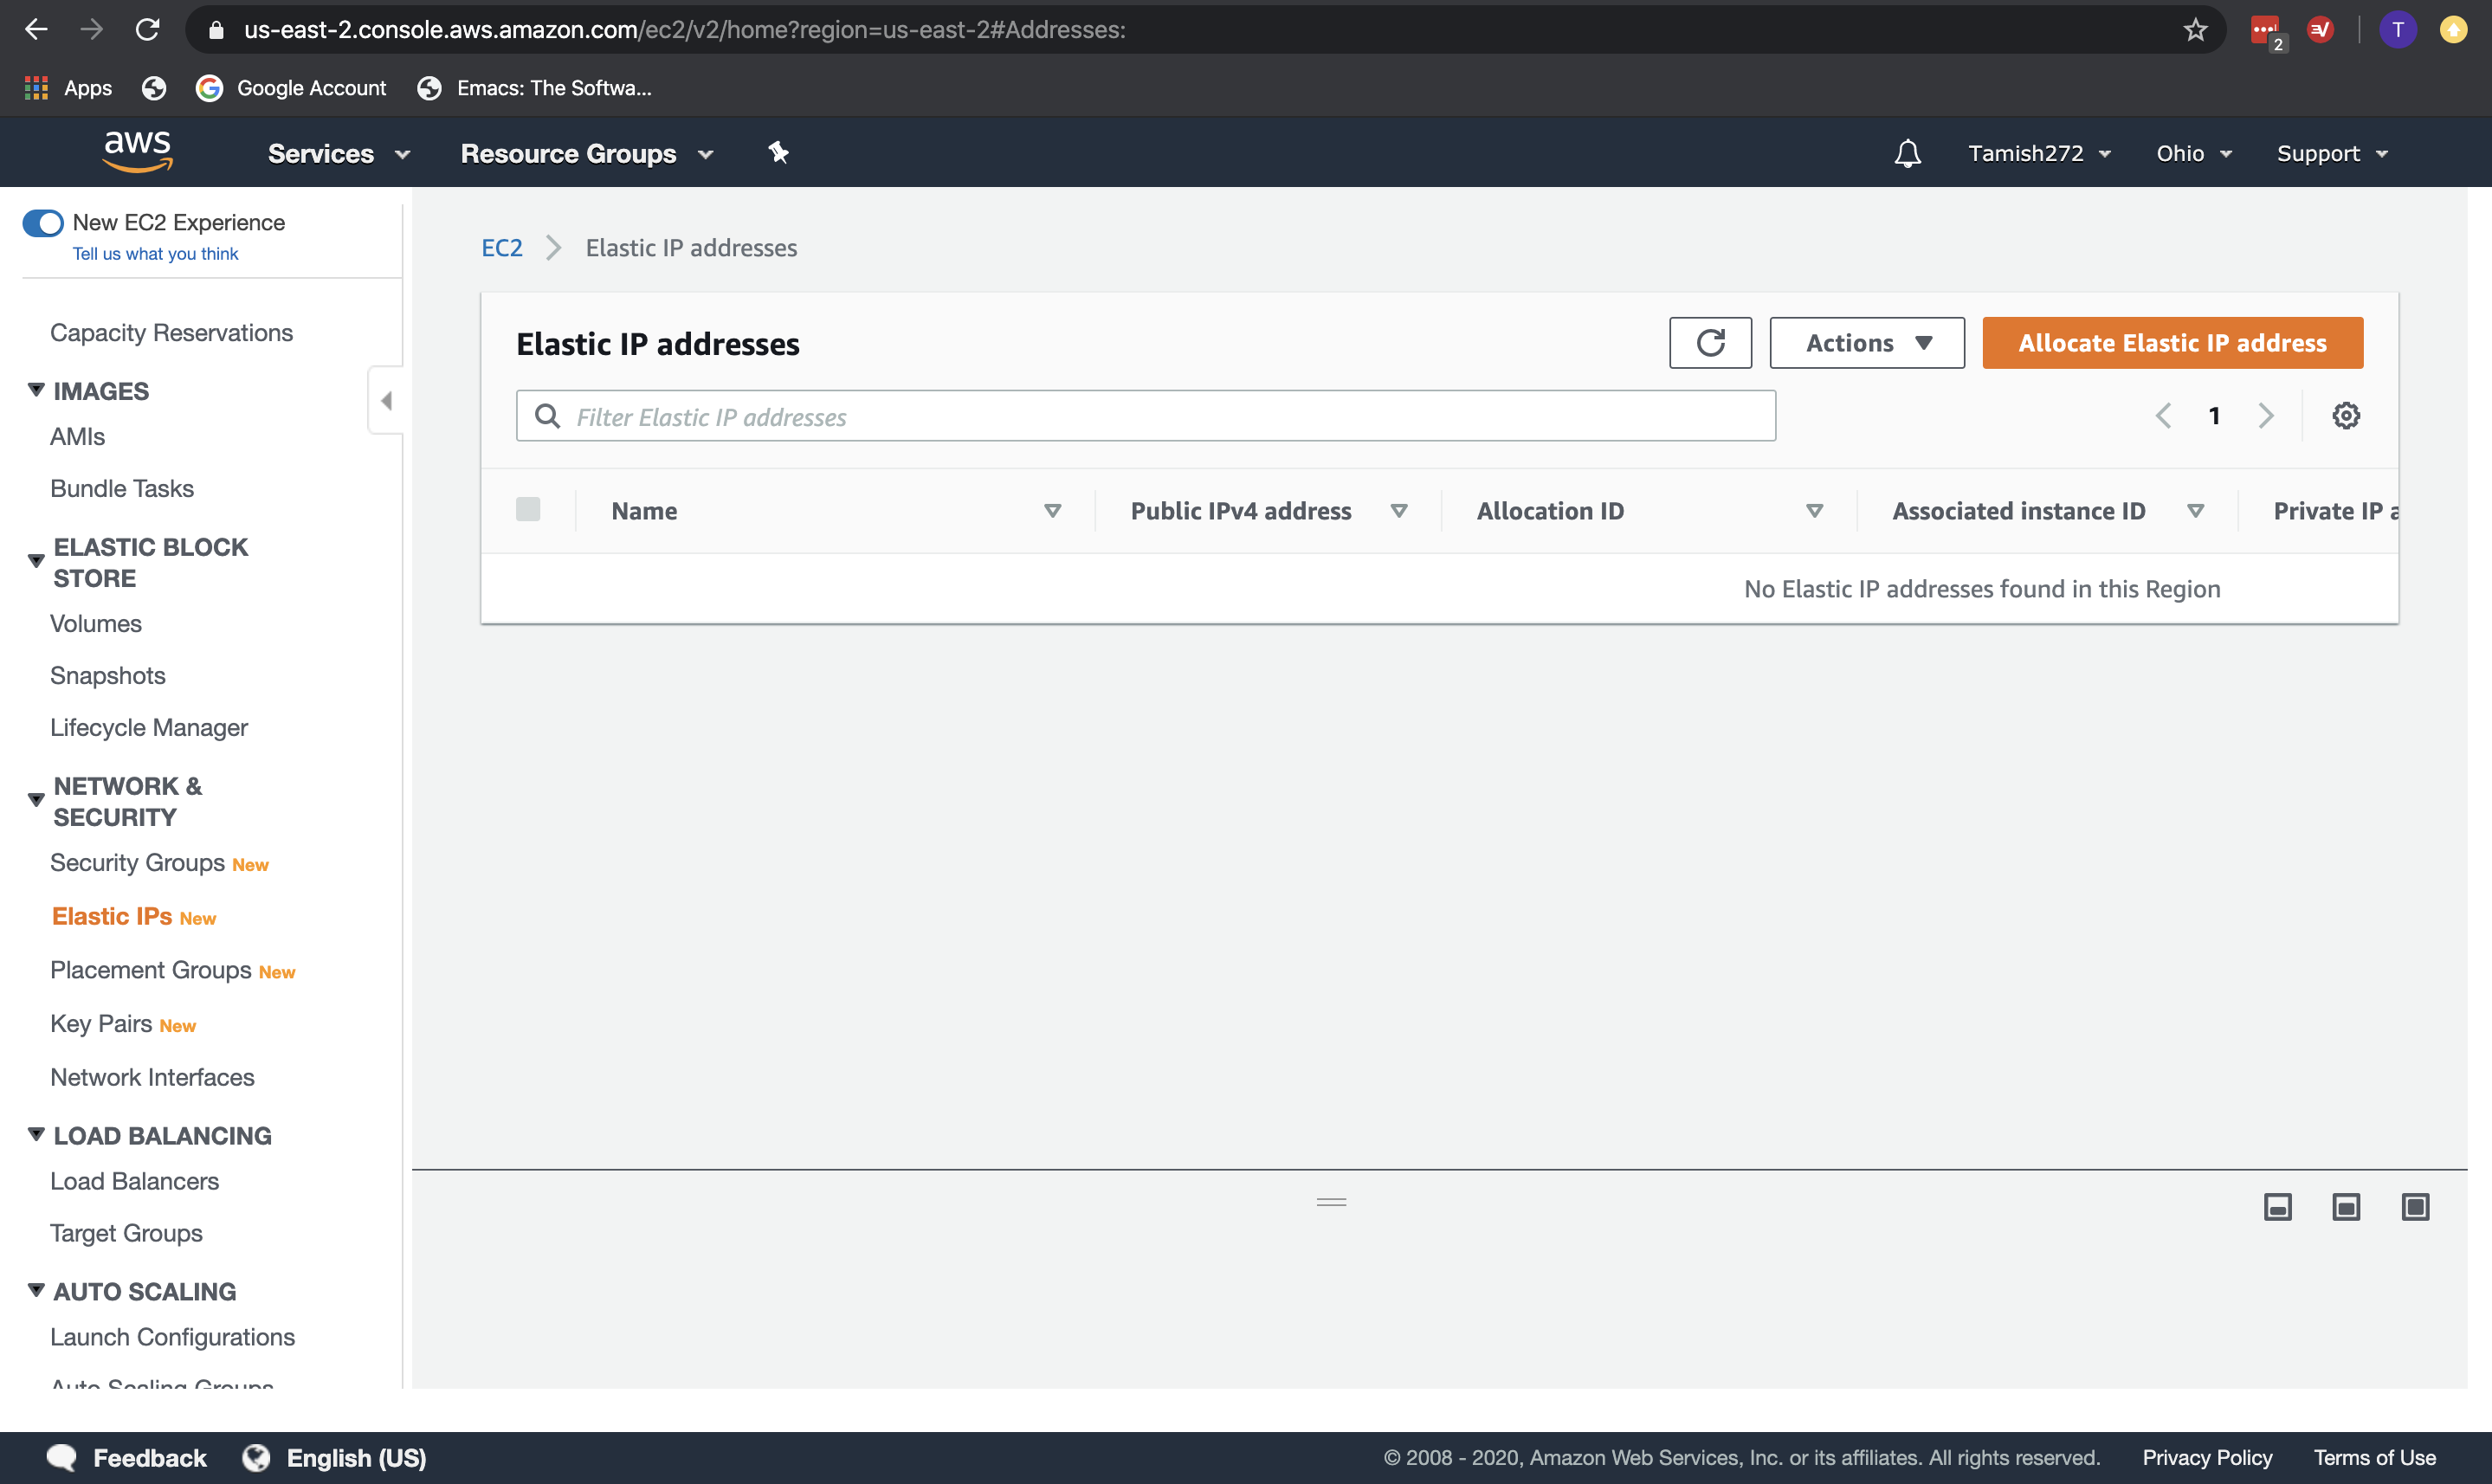 us-east-2.console.aws.amazon.com/ec2/v2/home?region=us-east-2#Addresses:
2
T
Apps
Google Account
Emacs: The Softwa...
aws
Services
Resource Groups
Tamish272
Ohio
Support
New EC2 Experience
Tell us what you think
Capacity Reservations
IMAGES
AMIs
Bundle Tasks
ELASTIC BLOCK
STORE
Volumes
Snapshots
Lifecycle Manager
NETWORK &
SECURITY
Security Groups New
Elastic IPs New
Placement Groups New
Key Pairs New
Network Interfaces
LOAD BALANCING
Load Balancers
Target Groups
AUTO SCALING
Launch Configurations
Auto Scaling Groups
EC2
Elastic IP addresses
Elastic IP addresses
Actions
Allocate Elastic IP address
Filter Elastic IP addresses
1
Name
Public IPv4 address
Allocation ID
Associated instance ID
Private IP a
No Elastic IP addresses found in this Region
Feedback
English (US)
© 2008 - 2020, Amazon Web Services, Inc. or its affiliates. All rights reserved.
Privacy Policy
Terms of Use